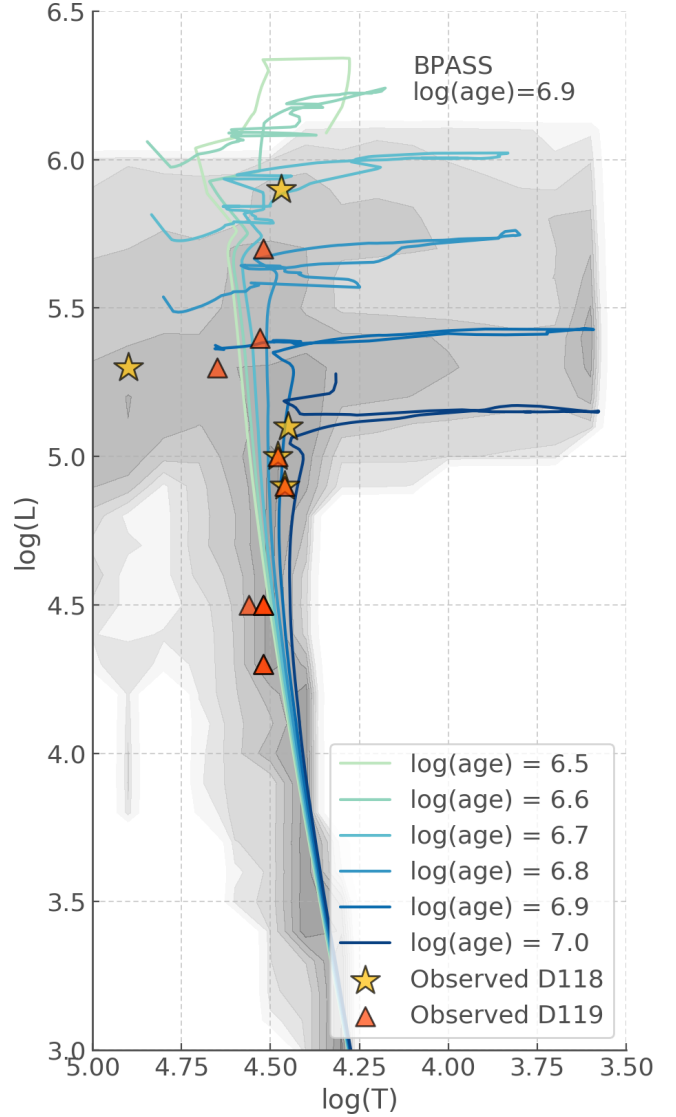 6.5
BPASS
log(age)=6.9
6.0
5.5
5.0
log(L)
4.5
4.0
log(age) = 6.5
log(age) = 6.6
log(age) = 6.7
log(age) = 6.8
3.5
log(age) = 6.9
log(age) = 7.0
Observed D118
Observed D119
3.0
5.00 4.75 4.50 4.25 4.00 3.75 3.50
log(T)